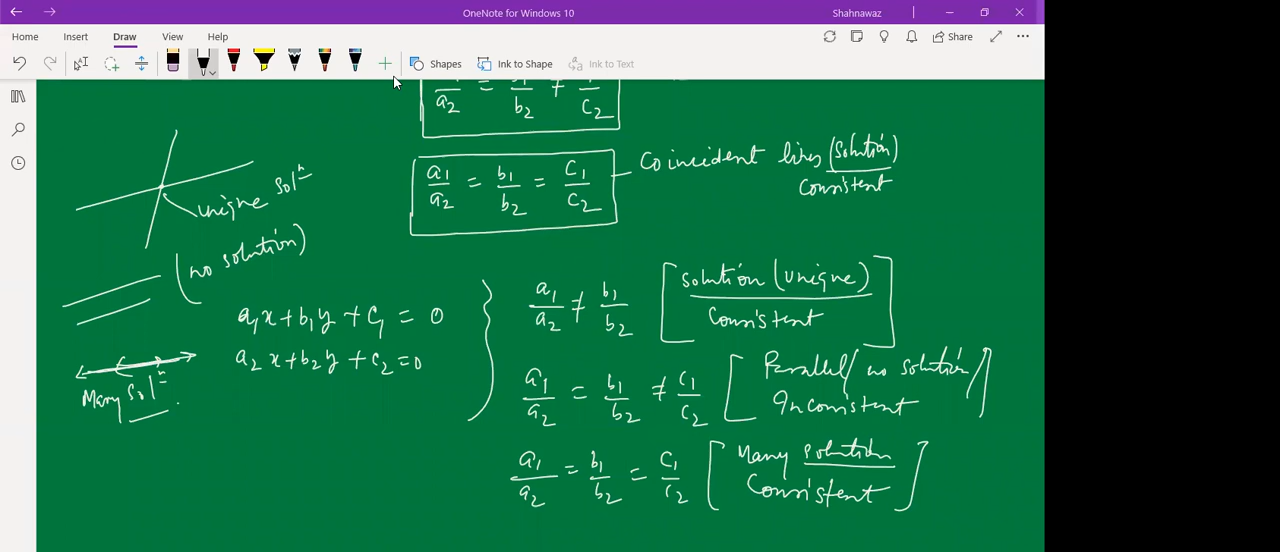 OneNote for Windows 10
Shahnawaz
Home Insert Draw View Help
Share
Shapes Ink to Shape Ink to Text
a2 = b2 ≠ c2
a1/a2 = b1/b2 = c1/c2 — Coincident lines (Solution)
Consistent
unique Solⁿ
(no solution)
a1x+b1y+c1 = 0
a2x+b2y+c2=0
Many Solⁿ.
a1/a2 ≠ b1/b2 [Solution (unique)
Consistent]
a1/a2 = b1/b2 ≠ c1/c2 [Parallel/no solution/
Inconsistent]
a1/a2 = b1/b2 = c1/c2 [Many solution
Consistent]